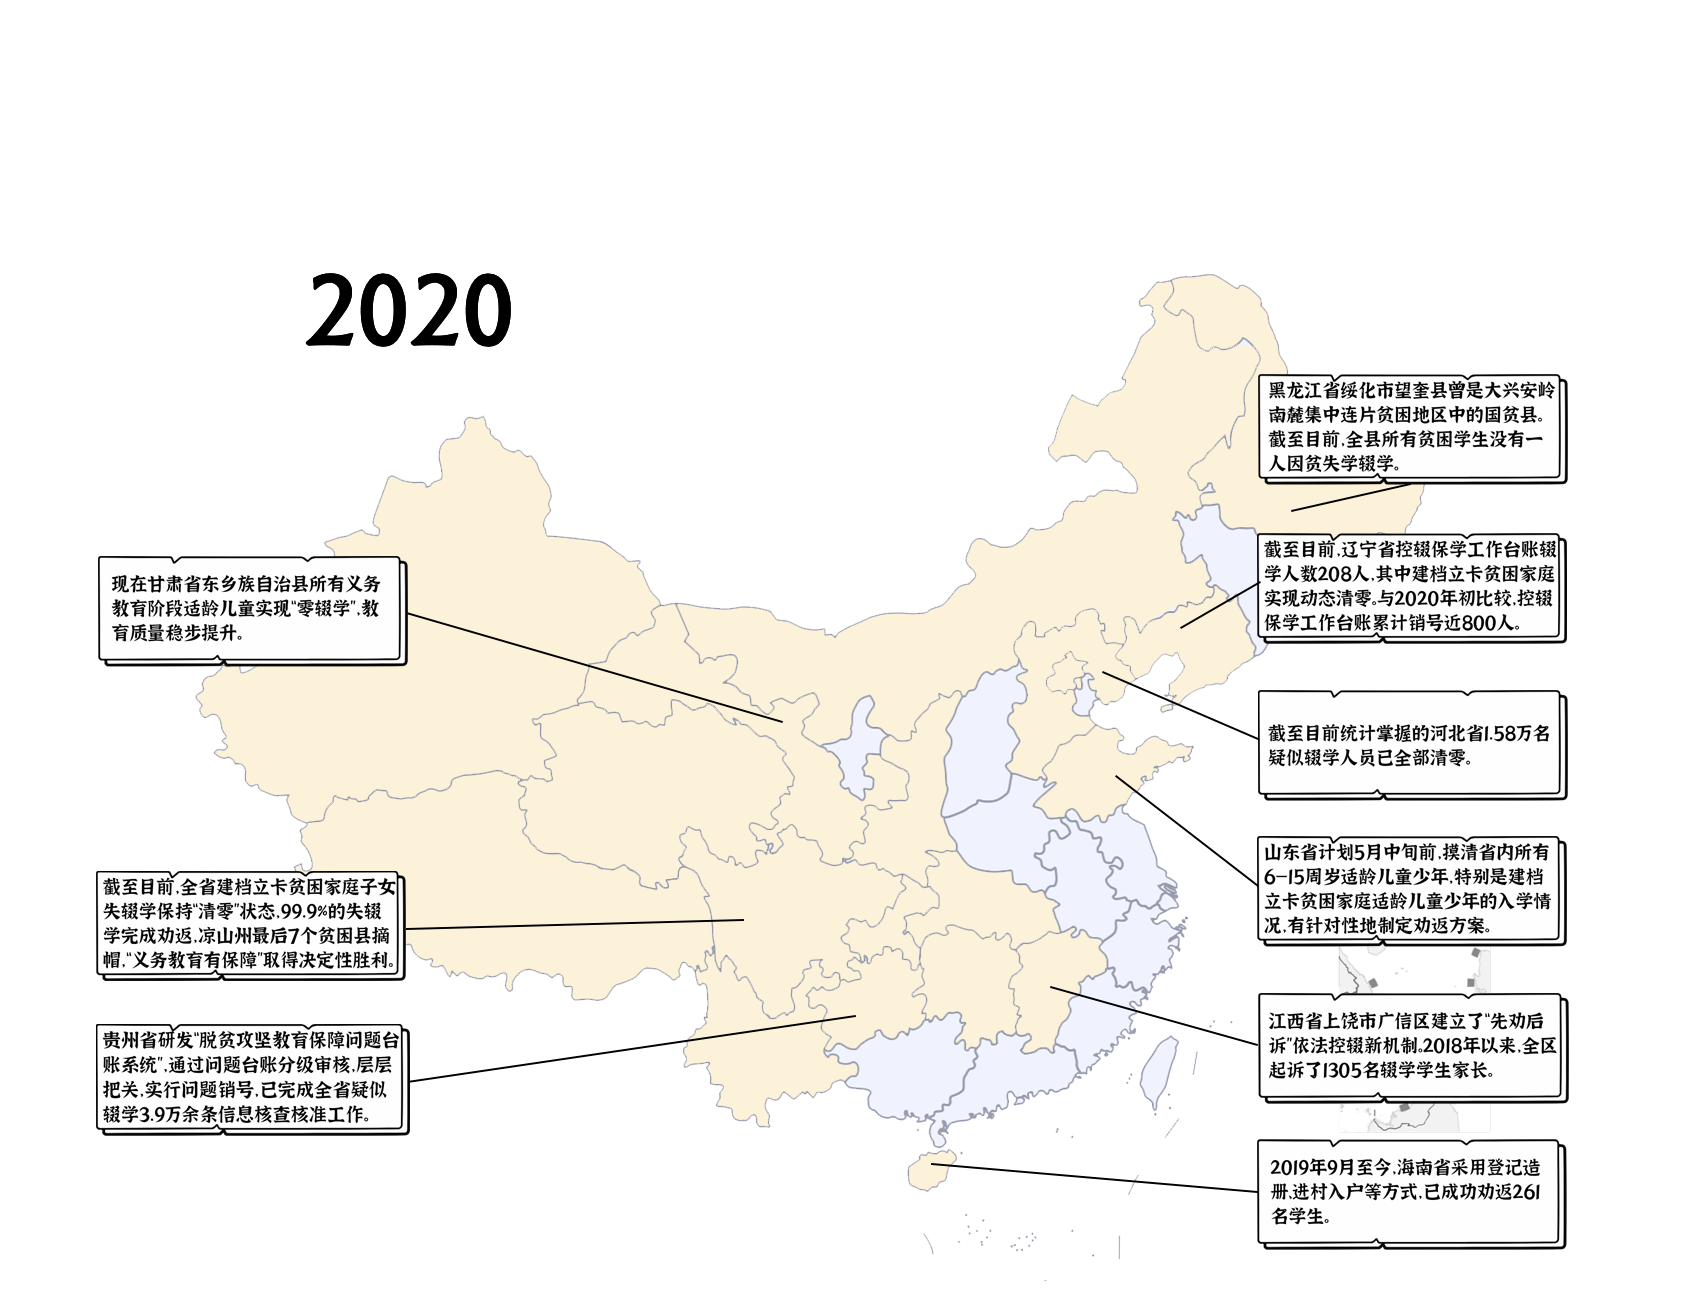 2020
黑龙江省绥化市望奎县曾是大兴安岭
南麓集中连片贫困地区中的国贫县。
截至目前,全县所有贫困学生没有一
人因贫失学辍学。
现在甘肃省东乡族自治县所有义务
教育阶段适龄儿童实现“零辍学”,教
育质量稳步提升。
截至目前,辽宁省控辍保学工作台账辍
学人数208人,其中建档立卡贫困家庭
实现动态清零。与2020年初比较,控辍
保学工作台账累计销号近800人。
截至目前统计掌握的河北省1.58万名
疑似辍学人员已全部清零。
山东省计划5月中旬前,摸清省内所有
6-15周岁适龄儿童少年,特别是建档
立卡贫困家庭适龄儿童少年的入学情
况,有针对性地制定劝返方案。
截至目前,全省建档立卡贫困家庭子女
失辍学保持“清零”状态,99.9%的失辍
学完成劝返,凉山州最后7个贫困县摘
帽,“义务教育有保障”取得决定性胜利。
江西省上饶市广信区建立了“先劝后
诉”依法控辍新机制。2018年以来,全区
起诉了1305名辍学学生家长。
贵州省研发“脱贫攻坚教育保障问题台
账系统”,通过问题台账分级审核,层层
把关,实行问题销号,已完成全省疑似
辍学3.9万余条信息核查核准工作。
2019年9月至今,海南省采用登记造
册,进村入户等方式,已成功劝返261
名学生。